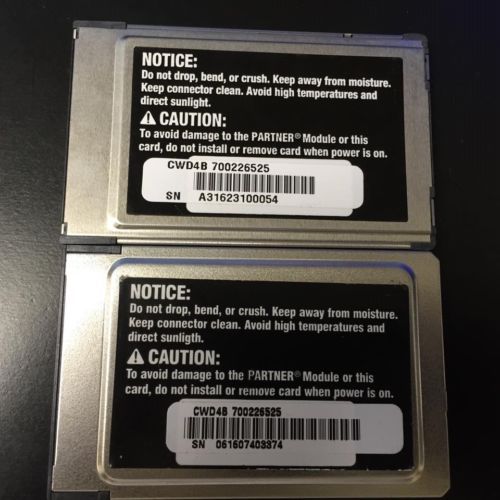 NOTICE:
Do not drop, bend, or crush. Keep away from moisture.
Keep connector clean. Avoid high temperatures and
direct sunlight.
⚠ CAUTION:
To avoid damage to the PARTNER® Module or this
card, do not install or remove card when power is on.
CWD4B 700226525
SN A31623100054
NOTICE:
Do not drop, bend, or crush. Keep away from moisture.
Keep connector clean. Avoid high temperatures and
direct sunligth.
⚠ CAUTION:
To avoid damage to the PARTNER® Module or this
card, do not install or remove card when power is on.
CWD4B 700226525
SN 061607403374